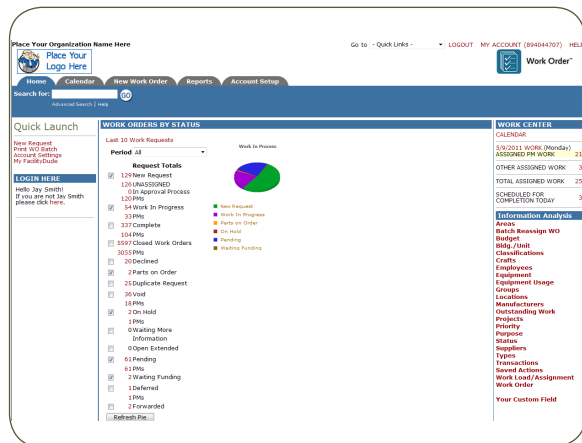 Place Your Organization Name Here
Go to - Quick Links - LOGOUT MY ACCOUNT (894044707) HELP
Place Your
Logo Here
Work Order
Home Calendar New Work Order Reports Account Setup
Search for: GO
Advanced Search | Help
Quick Launch
New Request
Print WO Batch
Account Settings
My FacilityDude
LOGIN HERE
Hello Jay Smith!
If you are not Jay Smith
please click here.
WORK ORDERS BY STATUS
Last 10 Work Requests
Period All
Request Totals
129 New Request
126 UNASSIGNED
0 In Approval Process
120 PMs
54 Work In Progress
33 PMs
337 Complete
104 PMs
5597 Closed Work Orders
3055 PMs
20 Declined
2 Parts on Order
25 Duplicate Request
36 Void
18 PMs
2 On Hold
1 PMs
0 Waiting More
Information
0 Open Extended
61 Pending
61 PMs
2 Waiting Funding
1 Deferred
1 PMs
2 Forwarded
Refresh Pie
Work In Process
New Request
Work In Progress
Parts on Order
On Hold
Pending
Waiting Funding
WORK CENTER
CALENDAR
3/9/2011 WORK (Monday)
ASSIGNED PM WORK 21
OTHER ASSIGNED WORK 3
TOTAL ASSIGNED WORK 25
SCHEDULED FOR
COMPLETION TODAY 3
Information Analysis
Areas
Batch Reassign WO
Budget
Bldg./Unit
Classifications
Crafts
Employees
Equipment
Equipment Usage
Groups
Locations
Manufacturers
Outstanding Work
Projects
Priority
Purpose
Status
Suppliers
Types
Transactions
Saved Actions
Work Load/Assignment
Work Order
Your Custom Field